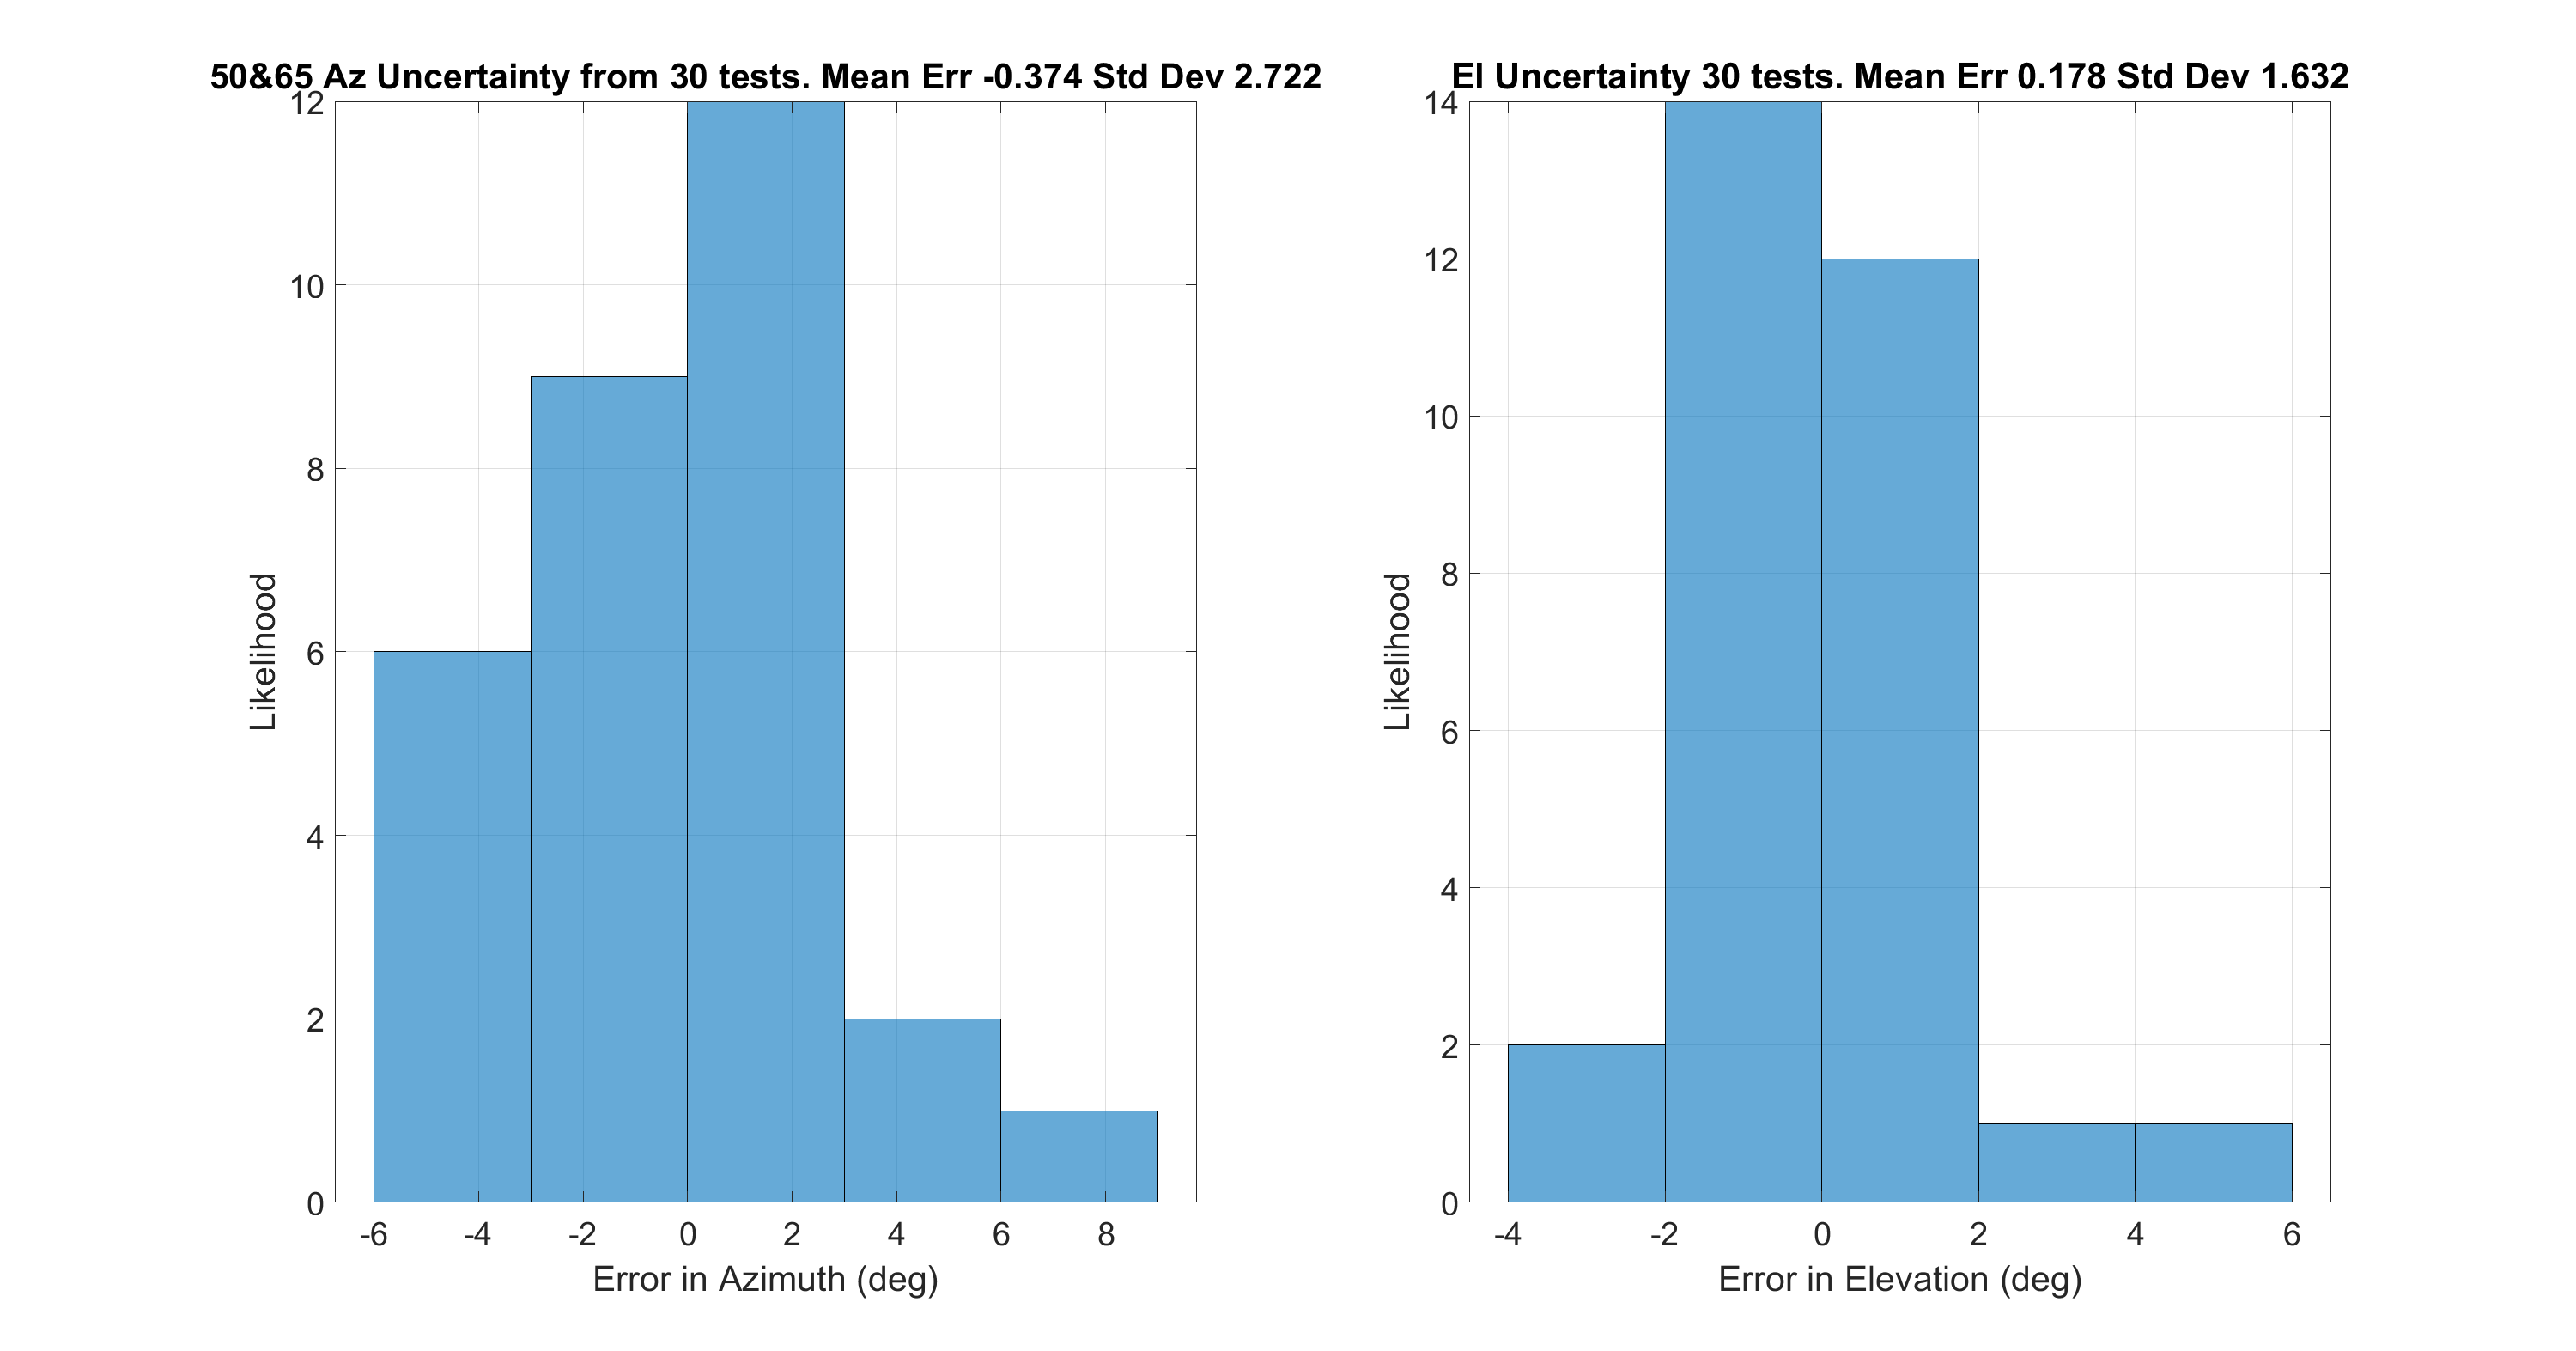 50&65 Az Uncertainty from 30 tests. Mean Err -0.374 Std Dev 2.722
12
10
8
6
4
2
0
Likelihood
-6 -4 -2 0 2 4 6 8
Error in Azimuth (deg)
El Uncertainty 30 tests. Mean Err 0.178 Std Dev 1.632
14
12
10
8
6
4
2
0
Likelihood
-4 -2 0 2 4 6
Error in Elevation (deg)